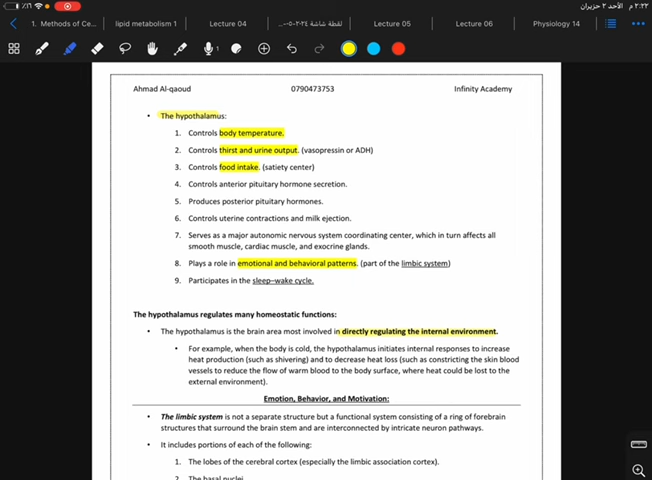 ٪١٦
٢:٢٢ م الأحد ٢ حزيران
1. Methods of Ce...
lipid metabolism 1
Lecture 04
لقطة شاشة ٢٠٢٤-٠٥-...
Lecture 05
Lecture 06
Physiology 14
Ahmad Al-qaoud 0790473753 Infinity Academy
• The hypothalamus:
1. Controls body temperature.
2. Controls thirst and urine output. (vasopressin or ADH)
3. Controls food intake. (satiety center)
4. Controls anterior pituitary hormone secretion.
5. Produces posterior pituitary hormones.
6. Controls uterine contractions and milk ejection.
7. Serves as a major autonomic nervous system coordinating center, which in turn affects all
smooth muscle, cardiac muscle, and exocrine glands.
8. Plays a role in emotional and behavioral patterns. (part of the limbic system)
9. Participates in the sleep–wake cycle.
The hypothalamus regulates many homeostatic functions:
• The hypothalamus is the brain area most involved in directly regulating the internal environment.
• For example, when the body is cold, the hypothalamus initiates internal responses to increase
heat production (such as shivering) and to decrease heat loss (such as constricting the skin blood
vessels to reduce the flow of warm blood to the body surface, where heat could be lost to the
external environment).
Emotion, Behavior, and Motivation:
• The limbic system is not a separate structure but a functional system consisting of a ring of forebrain
structures that surround the brain stem and are interconnected by intricate neuron pathways.
• It includes portions of each of the following:
1. The lobes of the cerebral cortex (especially the limbic association cortex).
2. The basal nuclei.